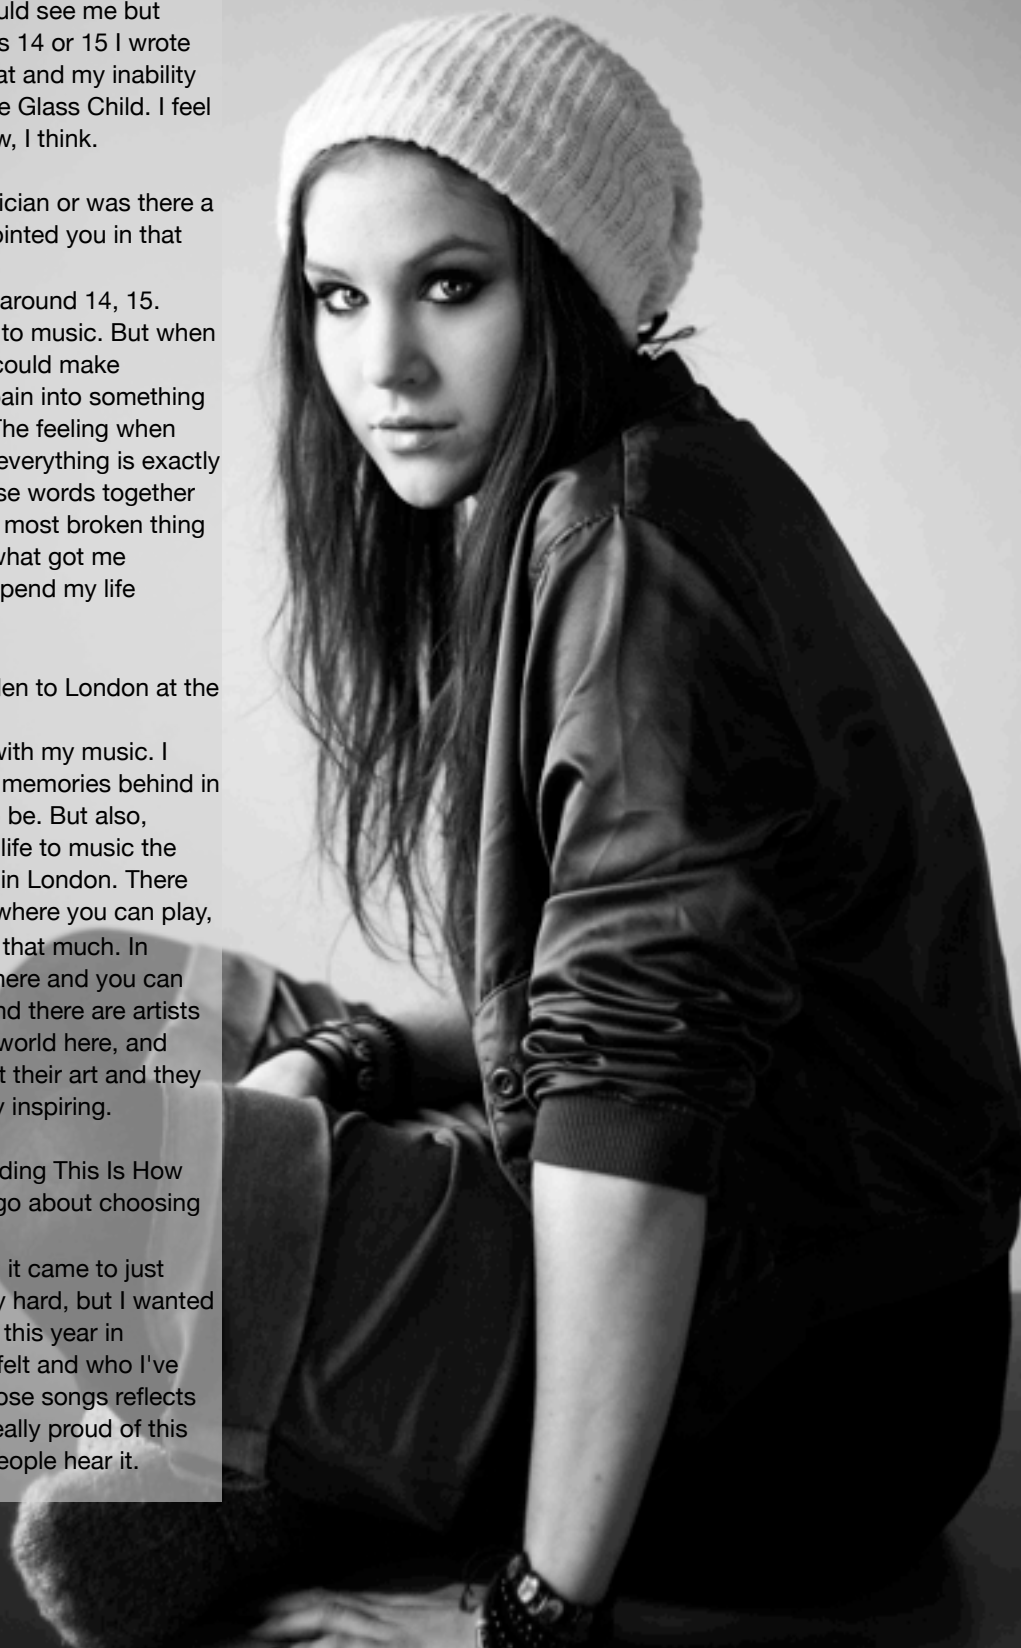 uld see me but
s 14 or 15 I wrote
at and my inability
e Glass Child. I feel
w, I think.
ician or was there a
ointed you in that
around 14, 15.
to music. But when
could make
ain into something
The feeling when
everything is exactly
se words together
most broken thing
what got me
pend my life
len to London at the
with my music. I
memories behind in
be. But also,
life to music the
in London. There
where you can play,
that much. In
here and you can
nd there are artists
world here, and
t their art and they
y inspiring.
ding This Is How
go about choosing
it came to just
y hard, but I wanted
this year in
felt and who I've
ose songs reflects
eally proud of this
eople hear it.